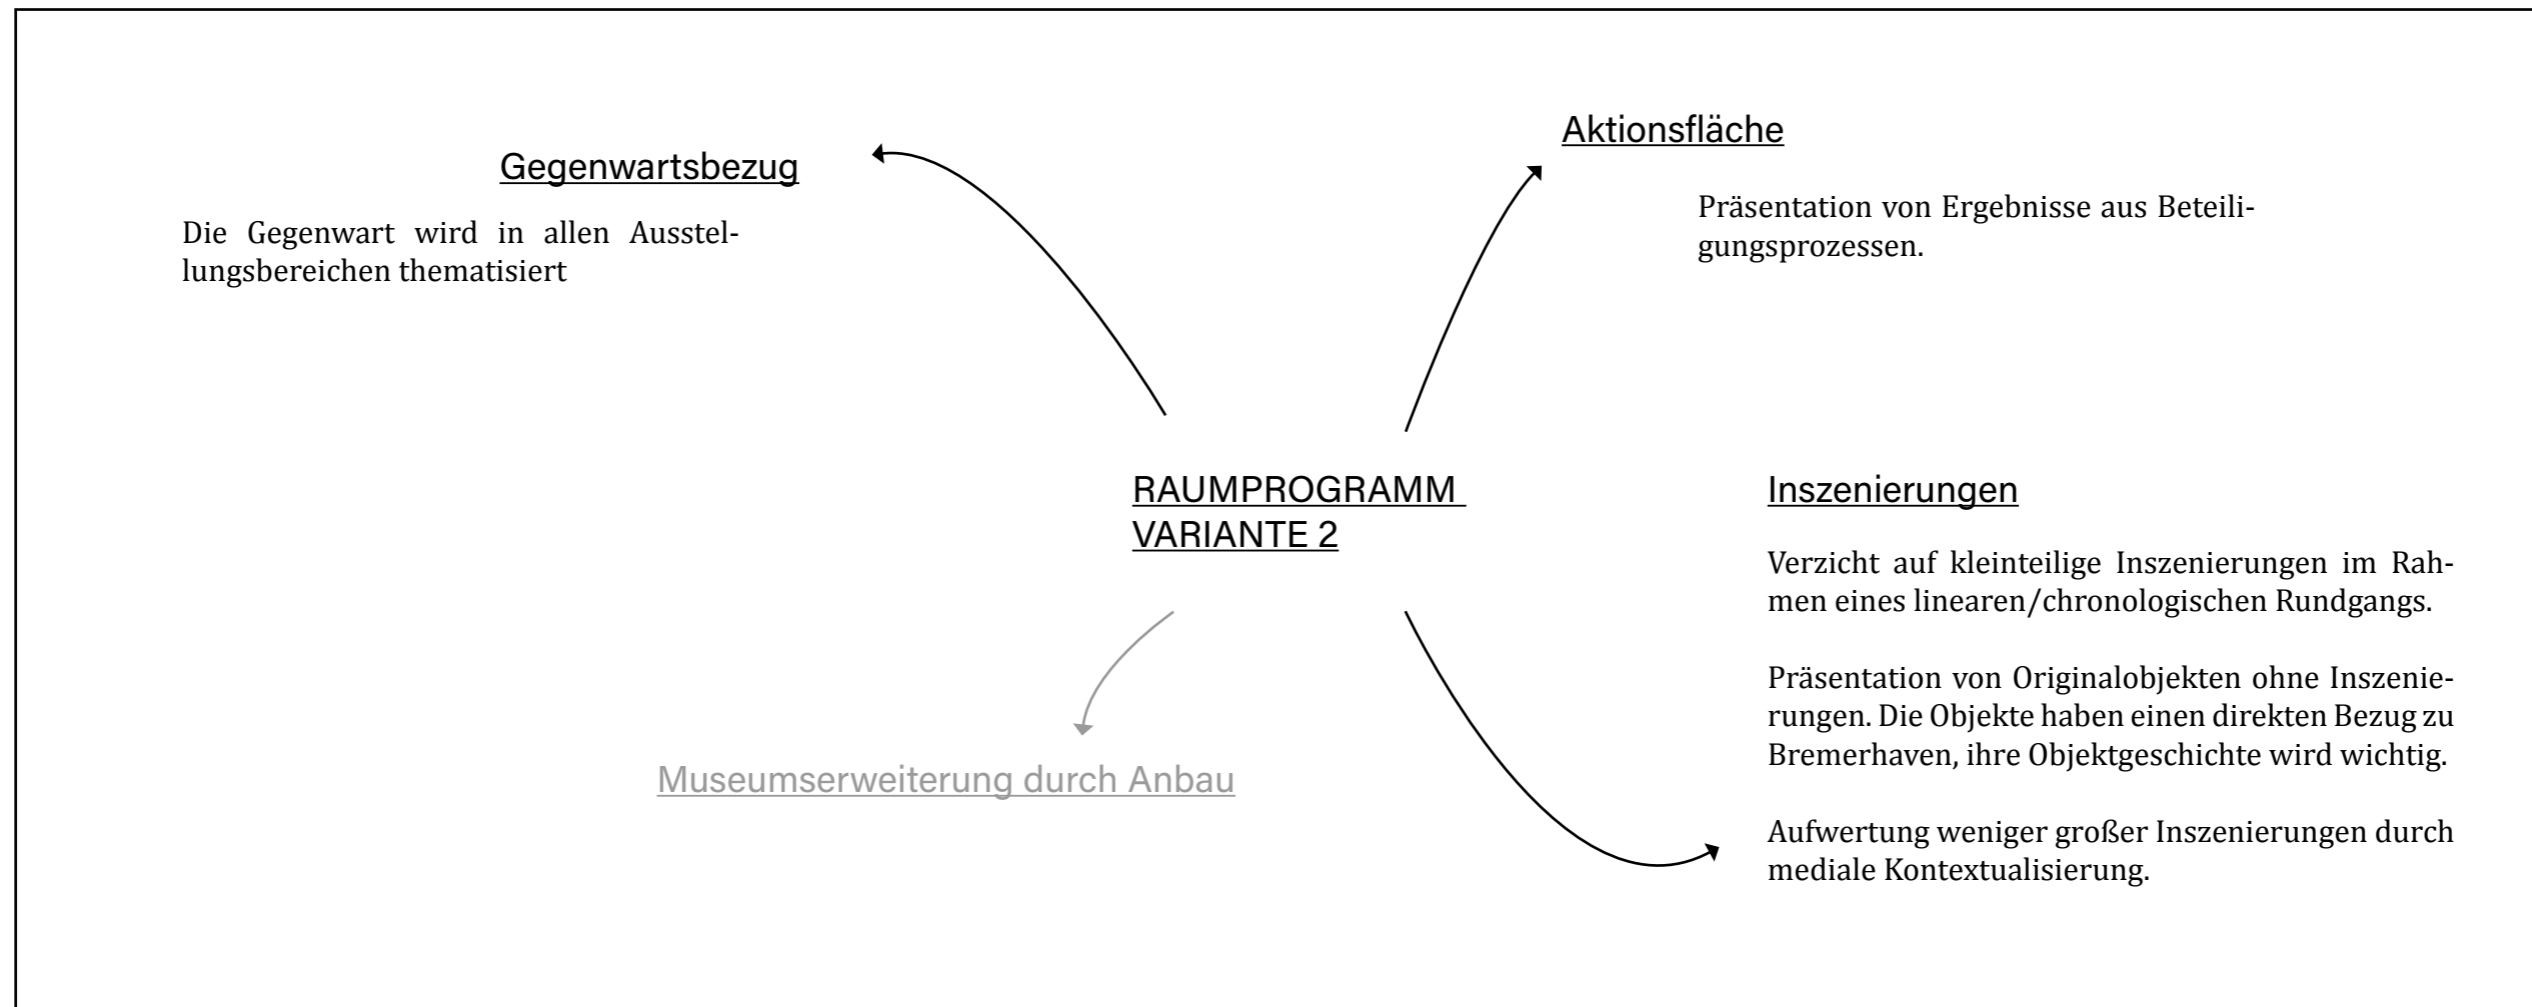 Gegenwartsbezug
Die Gegenwart wird in allen Ausstel-
lungsbereichen thematisiert
Aktionsfläche
Präsentation von Ergebnisse aus Beteili-
gungsprozessen.
RAUMPROGRAMM
VARIANTE 2
Inszenierungen
Verzicht auf kleinteilige Inszenierungen im Rah-
men eines linearen/chronologischen Rundgangs.
Präsentation von Originalobjekten ohne Inszenie-
rungen. Die Objekte haben einen direkten Bezug zu
Bremerhaven, ihre Objektgeschichte wird wichtig.
Aufwertung weniger großer Inszenierungen durch
mediale Kontextualisierung.
Museumserweiterung durch Anbau